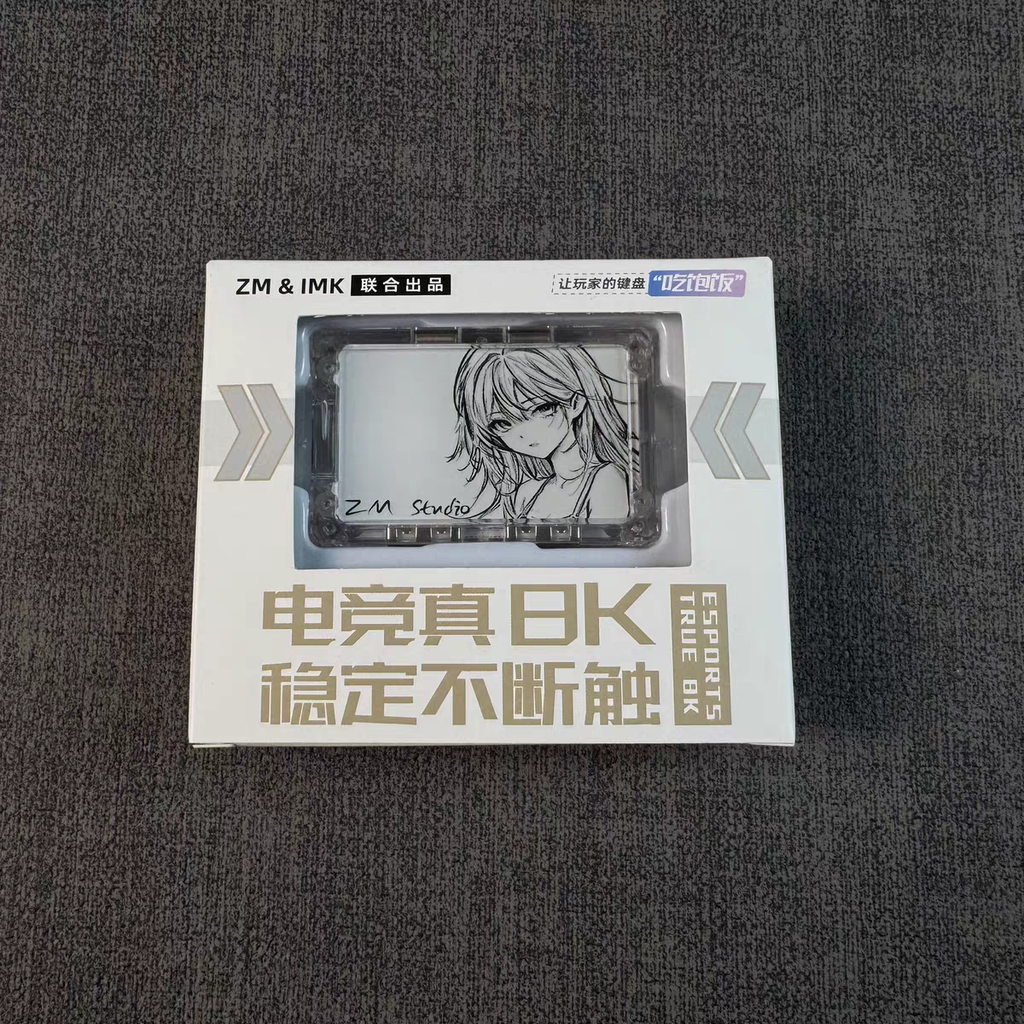 ZM & IMK 联合出品
让玩家的键盘 “吃饱饭”
ZM Studio
电竞真8K
稳定不断触
ESPORTS
TRUE 8K